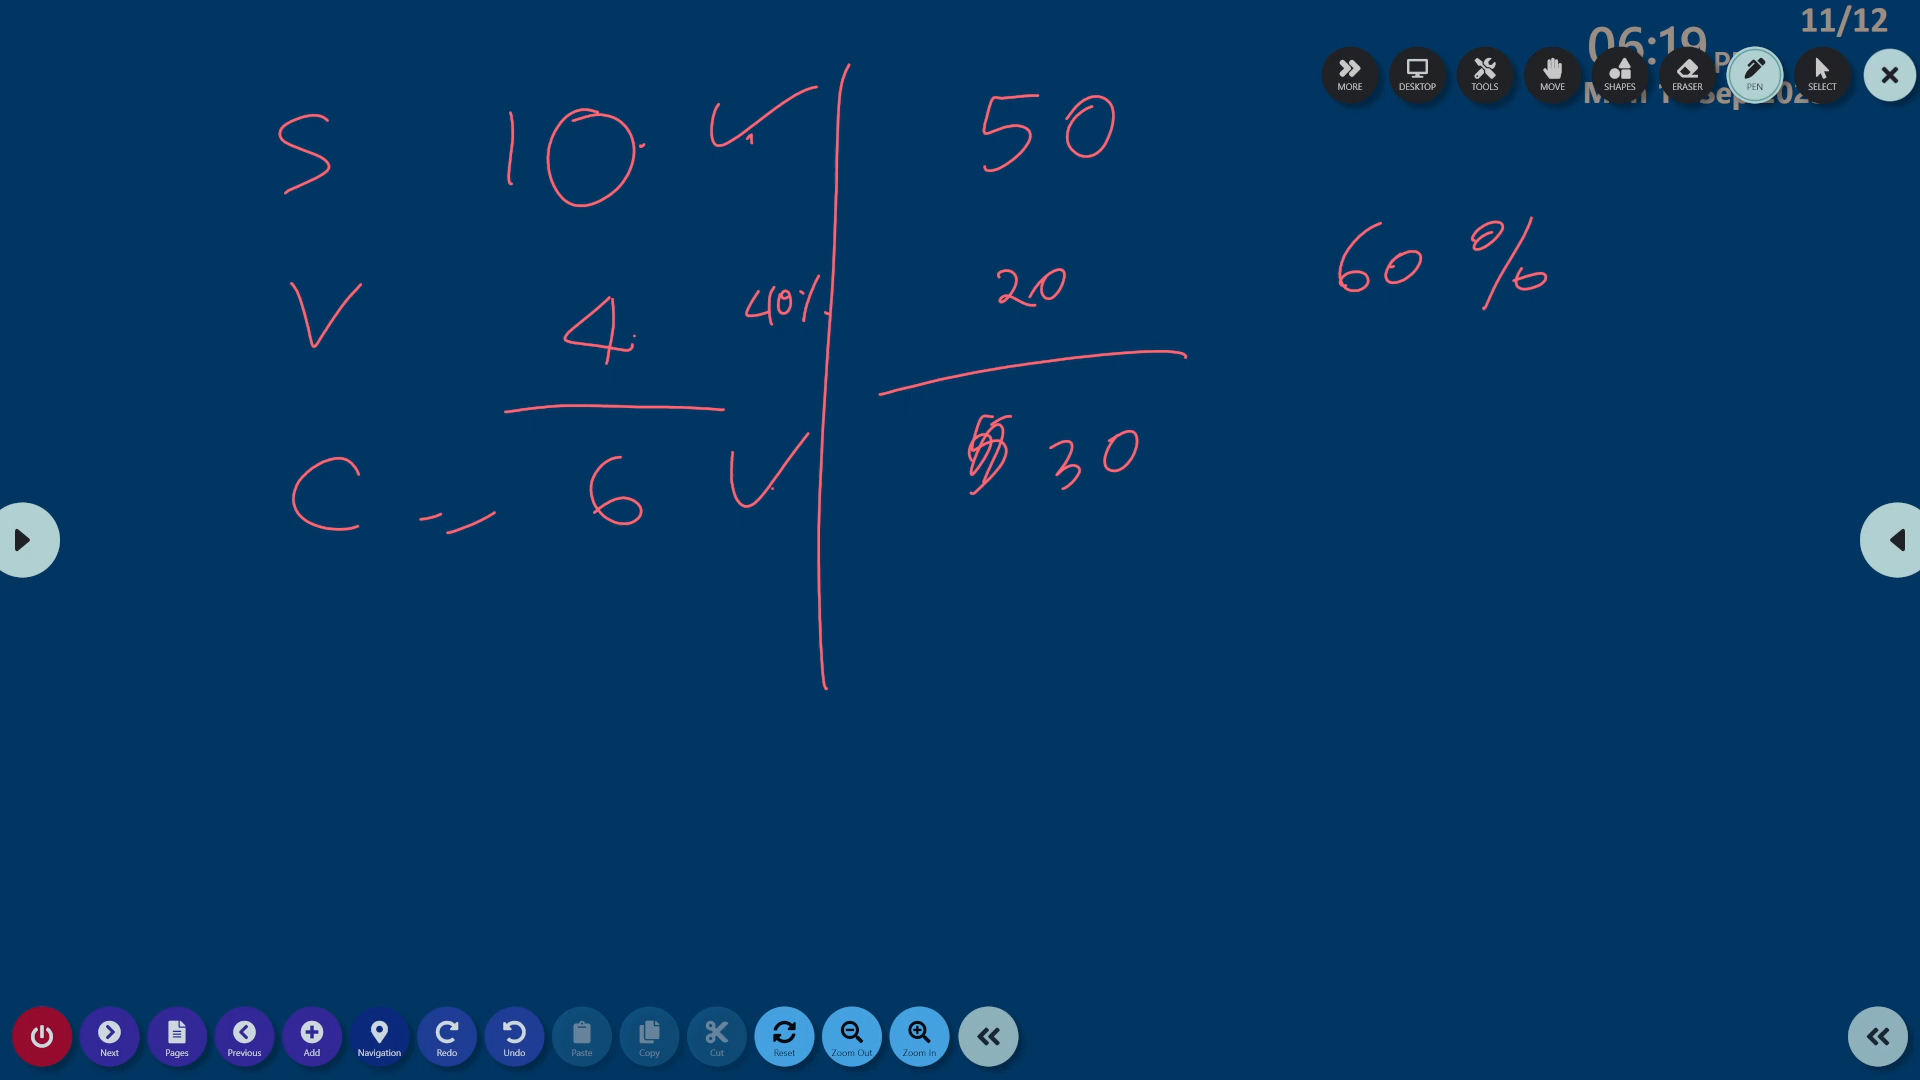 11/12
06:19
MORE DESKTOP TOOLS MOVE SHAPES ERASER PEN SELECT
S 10 50
60 %
V 4 40% 20
C = 6 30
Next Pages Previous Add Navigation Redo Undo Paste Copy Cut Reset Zoom Out Zoom In